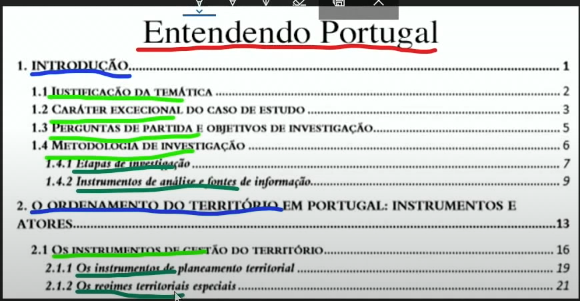 Entendendo Portugal
1. INTRODUÇÃO 1
1.1 JUSTIFICAÇÃO DA TEMÁTICA 2
1.2 CARÁTER EXCECIONAL DO CASO DE ESTUDO 3
1.3 PERGUNTAS DE PARTIDA E OBJETIVOS DE INVESTIGAÇÃO 5
1.4 METODOLOGIA DE INVESTIGAÇÃO 6
1.4.1 Etapas de investigação 7
1.4.2 Instrumentos de análise e fontes de informação 9
2. O ORDENAMENTO DO TERRITÓRIO EM PORTUGAL: INSTRUMENTOS E
ATORES 13
2.1 OS INSTRUMENTOS DE GESTÃO DO TERRITÓRIO 16
2.1.1 Os instrumentos de planeamento territorial 19
2.1.2 Os regimes territoriais especiais 21